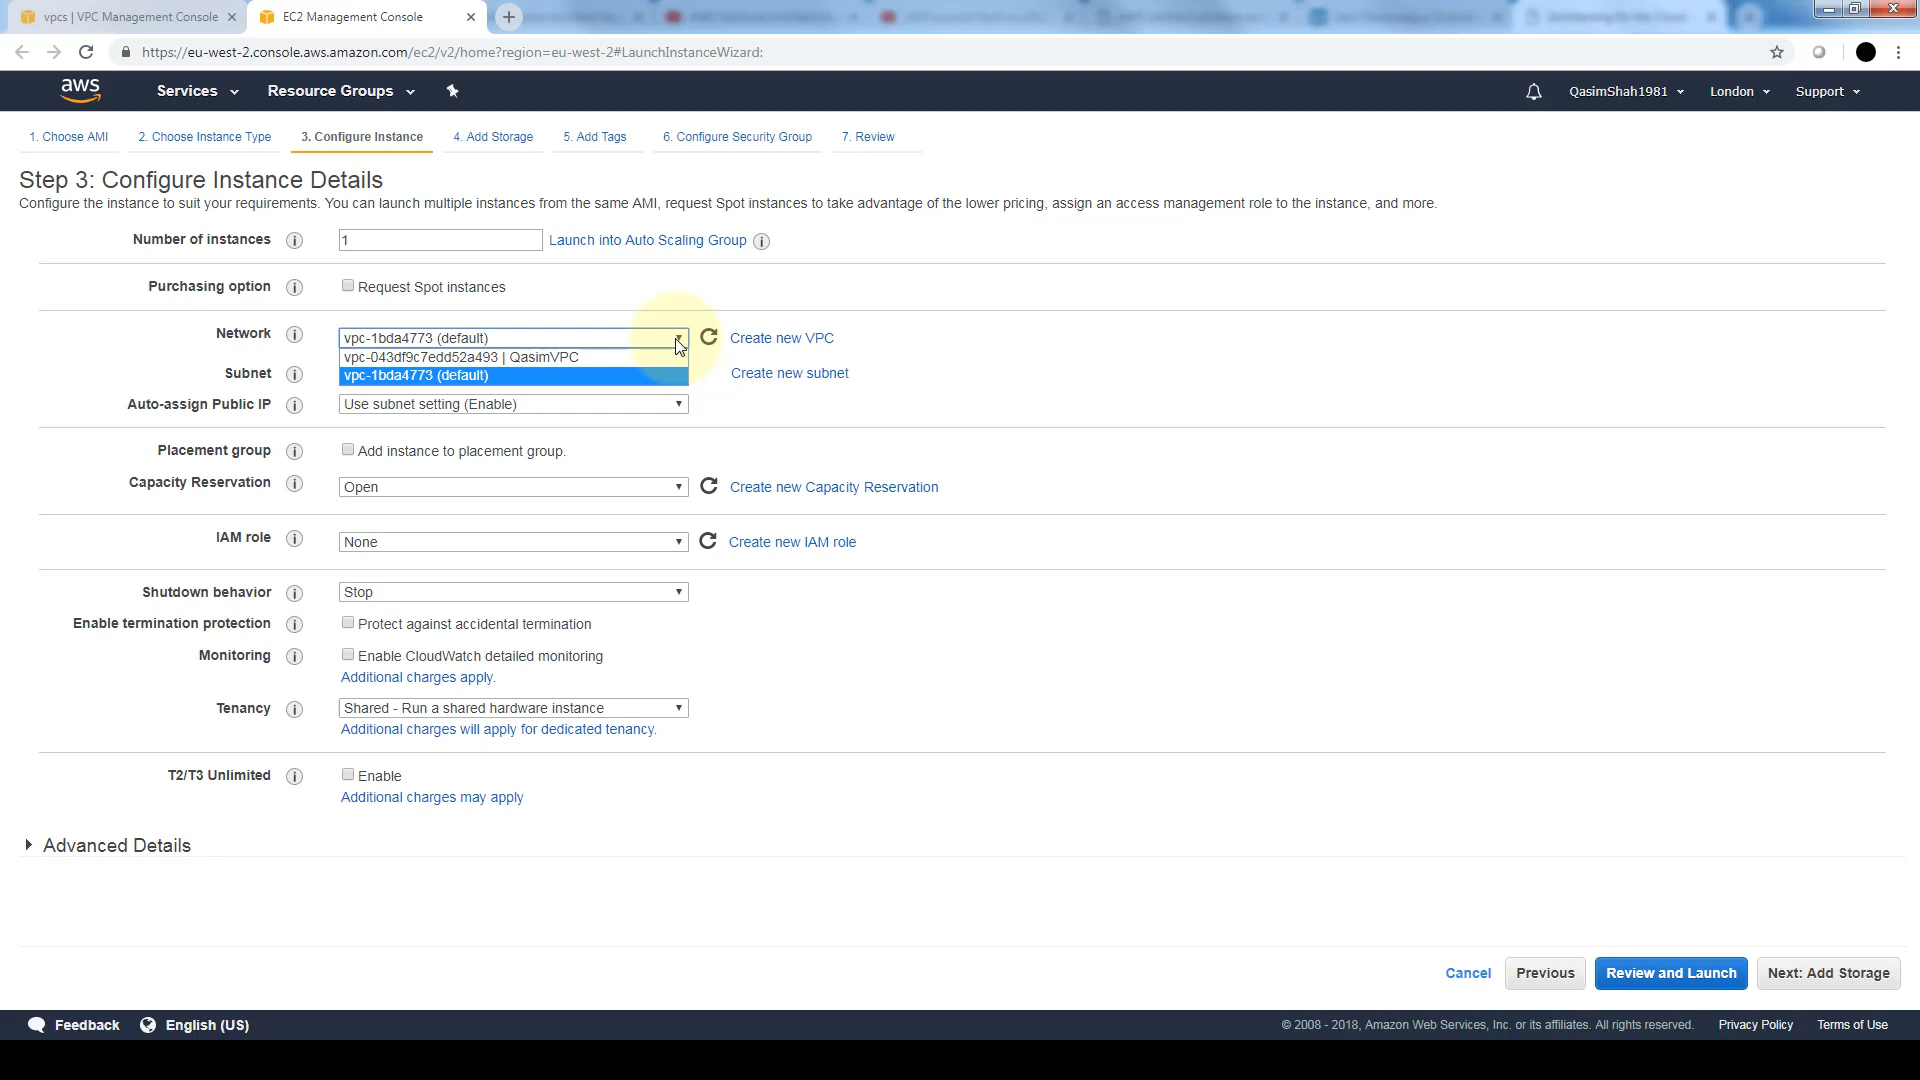 vpcs | VPC Management Console
EC2 Management Console
https://eu-west-2.console.aws.amazon.com/ec2/v2/home?region=eu-west-2#LaunchInstanceWizard:
aws
Services
Resource Groups
QasimShah1981
London
Support
1. Choose AMI
2. Choose Instance Type
3. Configure Instance
4. Add Storage
5. Add Tags
6. Configure Security Group
7. Review
Step 3: Configure Instance Details
Configure the instance to suit your requirements. You can launch multiple instances from the same AMI, request Spot instances to take advantage of the lower pricing, assign an access management role to the instance, and more.
Number of instances
1
Launch into Auto Scaling Group
Purchasing option
Request Spot instances
Network
vpc-1bda4773 (default)
Create new VPC
vpc-043df9c7edd52a493 | QasimVPC
Subnet
vpc-1bda4773 (default)
Create new subnet
Auto-assign Public IP
Use subnet setting (Enable)
Placement group
Add instance to placement group.
Capacity Reservation
Open
Create new Capacity Reservation
IAM role
None
Create new IAM role
Shutdown behavior
Stop
Enable termination protection
Protect against accidental termination
Monitoring
Enable CloudWatch detailed monitoring
Additional charges apply.
Tenancy
Shared - Run a shared hardware instance
Additional charges will apply for dedicated tenancy.
T2/T3 Unlimited
Enable
Additional charges may apply
Advanced Details
Cancel
Previous
Review and Launch
Next: Add Storage
Feedback
English (US)
© 2008 - 2018, Amazon Web Services, Inc. or its affiliates. All rights reserved.
Privacy Policy
Terms of Use